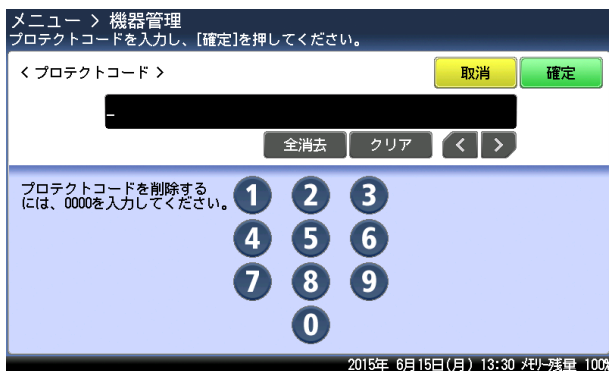 メニュー > 機器管理
プロテクトコードを入力し、[確定]を押してください。
< プロテクトコード >
取消
確定
_
全消去
クリア
<
>
プロテクトコードを削除する
には、0000を入力してください。
1 2 3
4 5 6
7 8 9
0
2015年 6月15日(月) 13:30 メモリー残量 100%